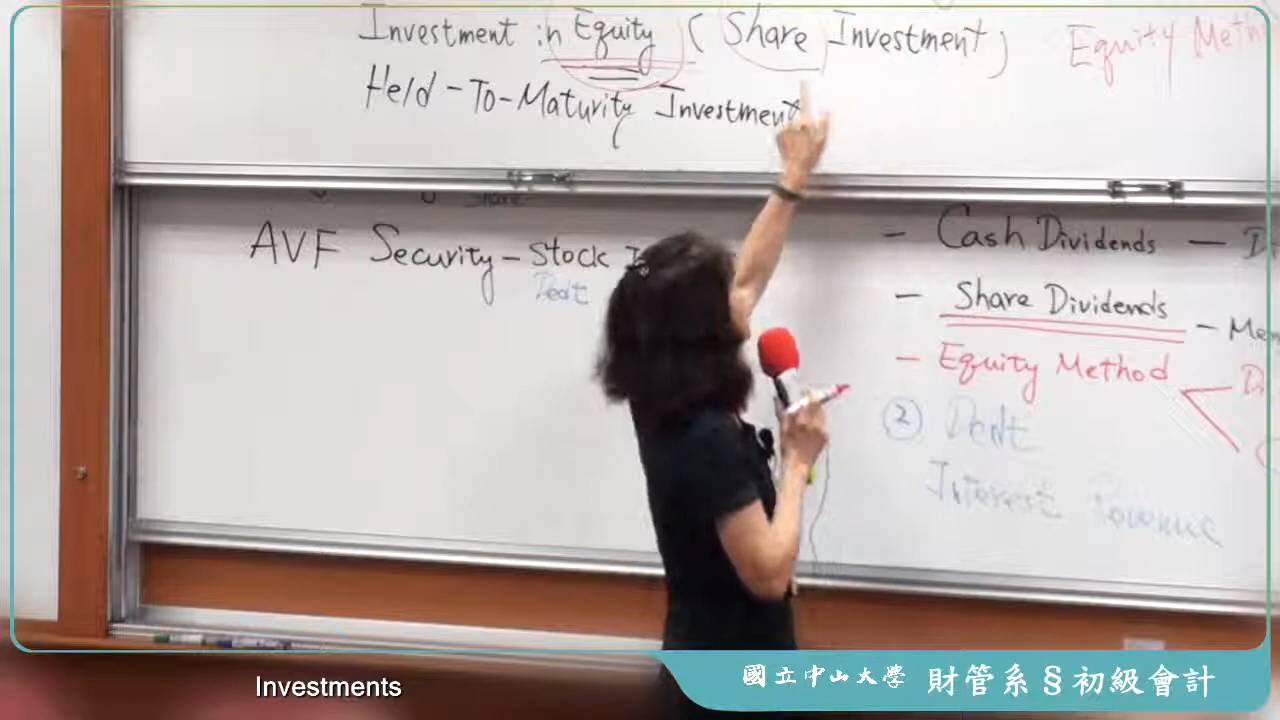 Investment in Equity (Share Investment)
Equity
Held-To-Maturity Investment
AVF Security - Stock
- Cash Dividends -
- Share Dividends -
- Equity Method
② Debt
Interest Revenue
Investments
國立中山大學 財管系§初級會計